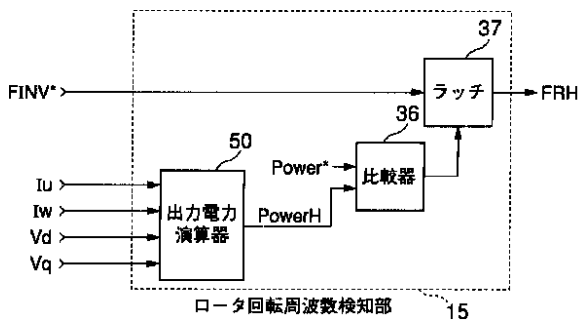 37
FINV*
ラッチ
FRH
36
50
Power*
比較器
Iu
Iw
Vd
Vq
出力電力
演算器
PowerH
ロータ回転周波数検知部
15